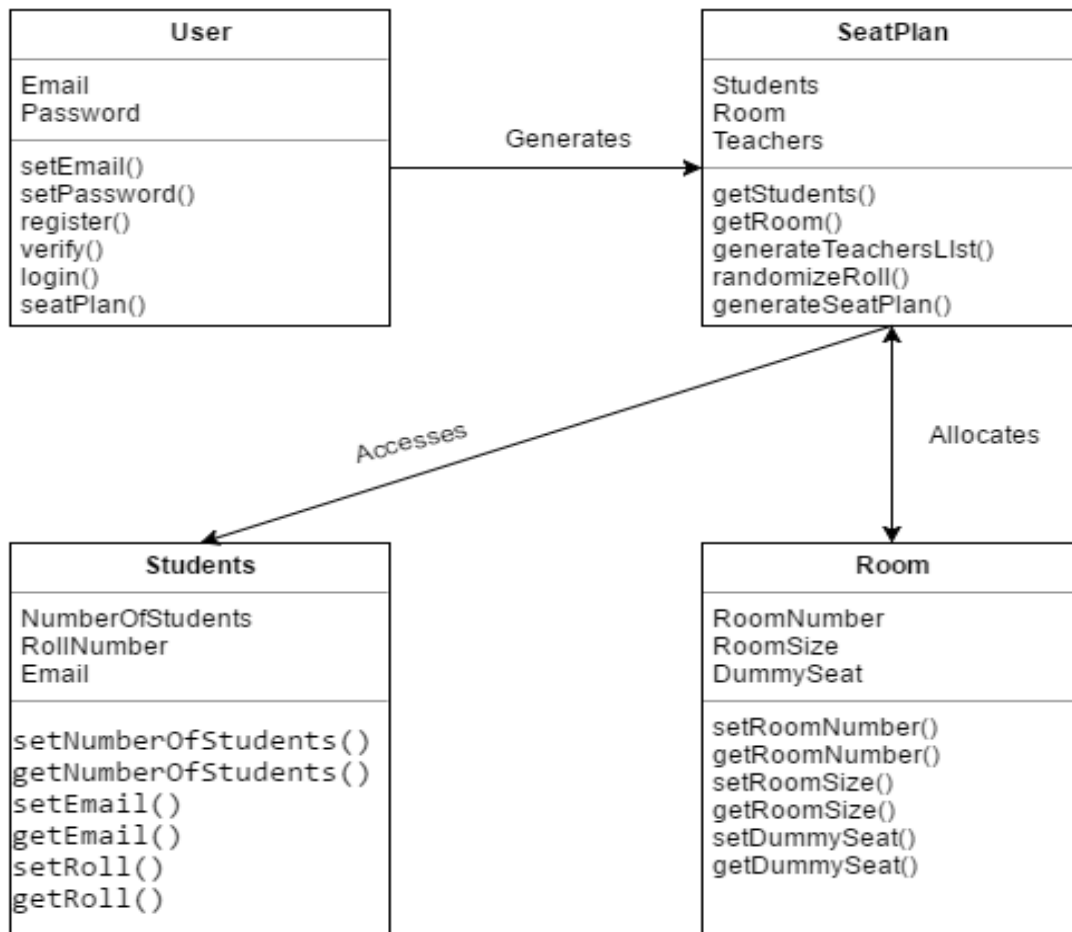 User
Email
Password
setEmail()
setPassword()
register()
verify()
login()
seatPlan()
Generates
SeatPlan
Students
Room
Teachers
getStudents()
getRoom()
generateTeachersLIst()
randomizeRoll()
generateSeatPlan()
Accesses
Allocates
Students
NumberOfStudents
RollNumber
Email
setNumberOfStudents()
getNumberOfStudents()
setEmail()
getEmail()
setRoll()
getRoll()
Room
RoomNumber
RoomSize
DummySeat
setRoomNumber()
getRoomNumber()
setRoomSize()
getRoomSize()
setDummySeat()
getDummySeat()